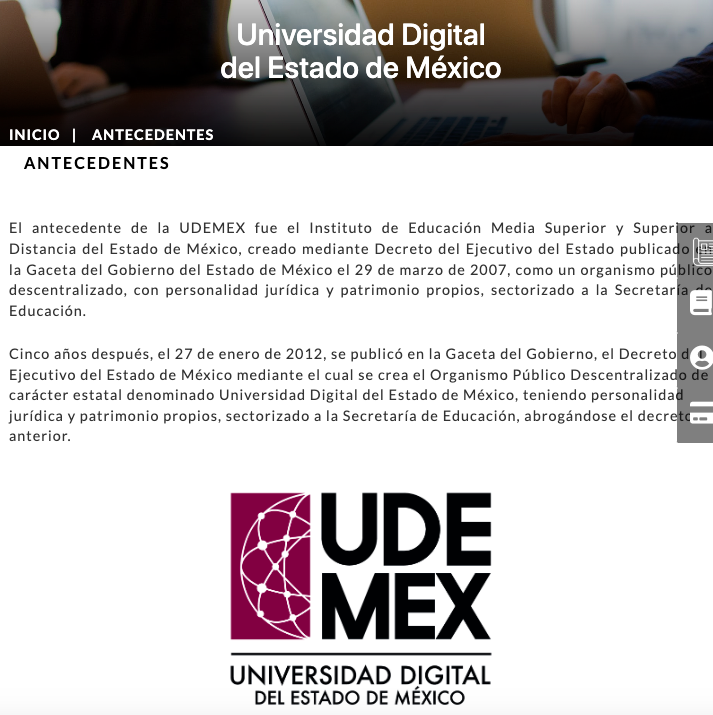 Universidad Digital
del Estado de México
INICIO | ANTECEDENTES
ANTECEDENTES
El antecedente de la UDEMEX fue el Instituto de Educación Media Superior y Superior a
Distancia del Estado de México, creado mediante Decreto del Ejecutivo del Estado publicado en
la Gaceta del Gobierno del Estado de México el 29 de marzo de 2007, como un organismo público
descentralizado, con personalidad jurídica y patrimonio propios, sectorizado a la Secretaría de
Educación.
Cinco años después, el 27 de enero de 2012, se publicó en la Gaceta del Gobierno, el Decreto del
Ejecutivo del Estado de México mediante el cual se crea el Organismo Público Descentralizado de
carácter estatal denominado Universidad Digital del Estado de México, teniendo personalidad
jurídica y patrimonio propios, sectorizado a la Secretaría de Educación, abrogándose el decreto
anterior.
UDE
MEX
UNIVERSIDAD DIGITAL
DEL ESTADO DE MÉXICO